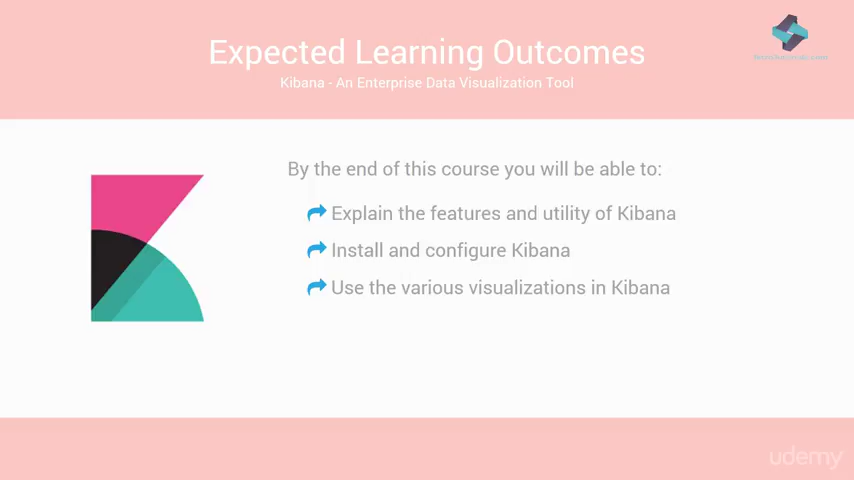 Expected Learning Outcomes
Kibana - An Enterprise Data Visualization Tool
By the end of this course you will be able to:
Explain the features and utility of Kibana
Install and configure Kibana
Use the various visualizations in Kibana
udemy